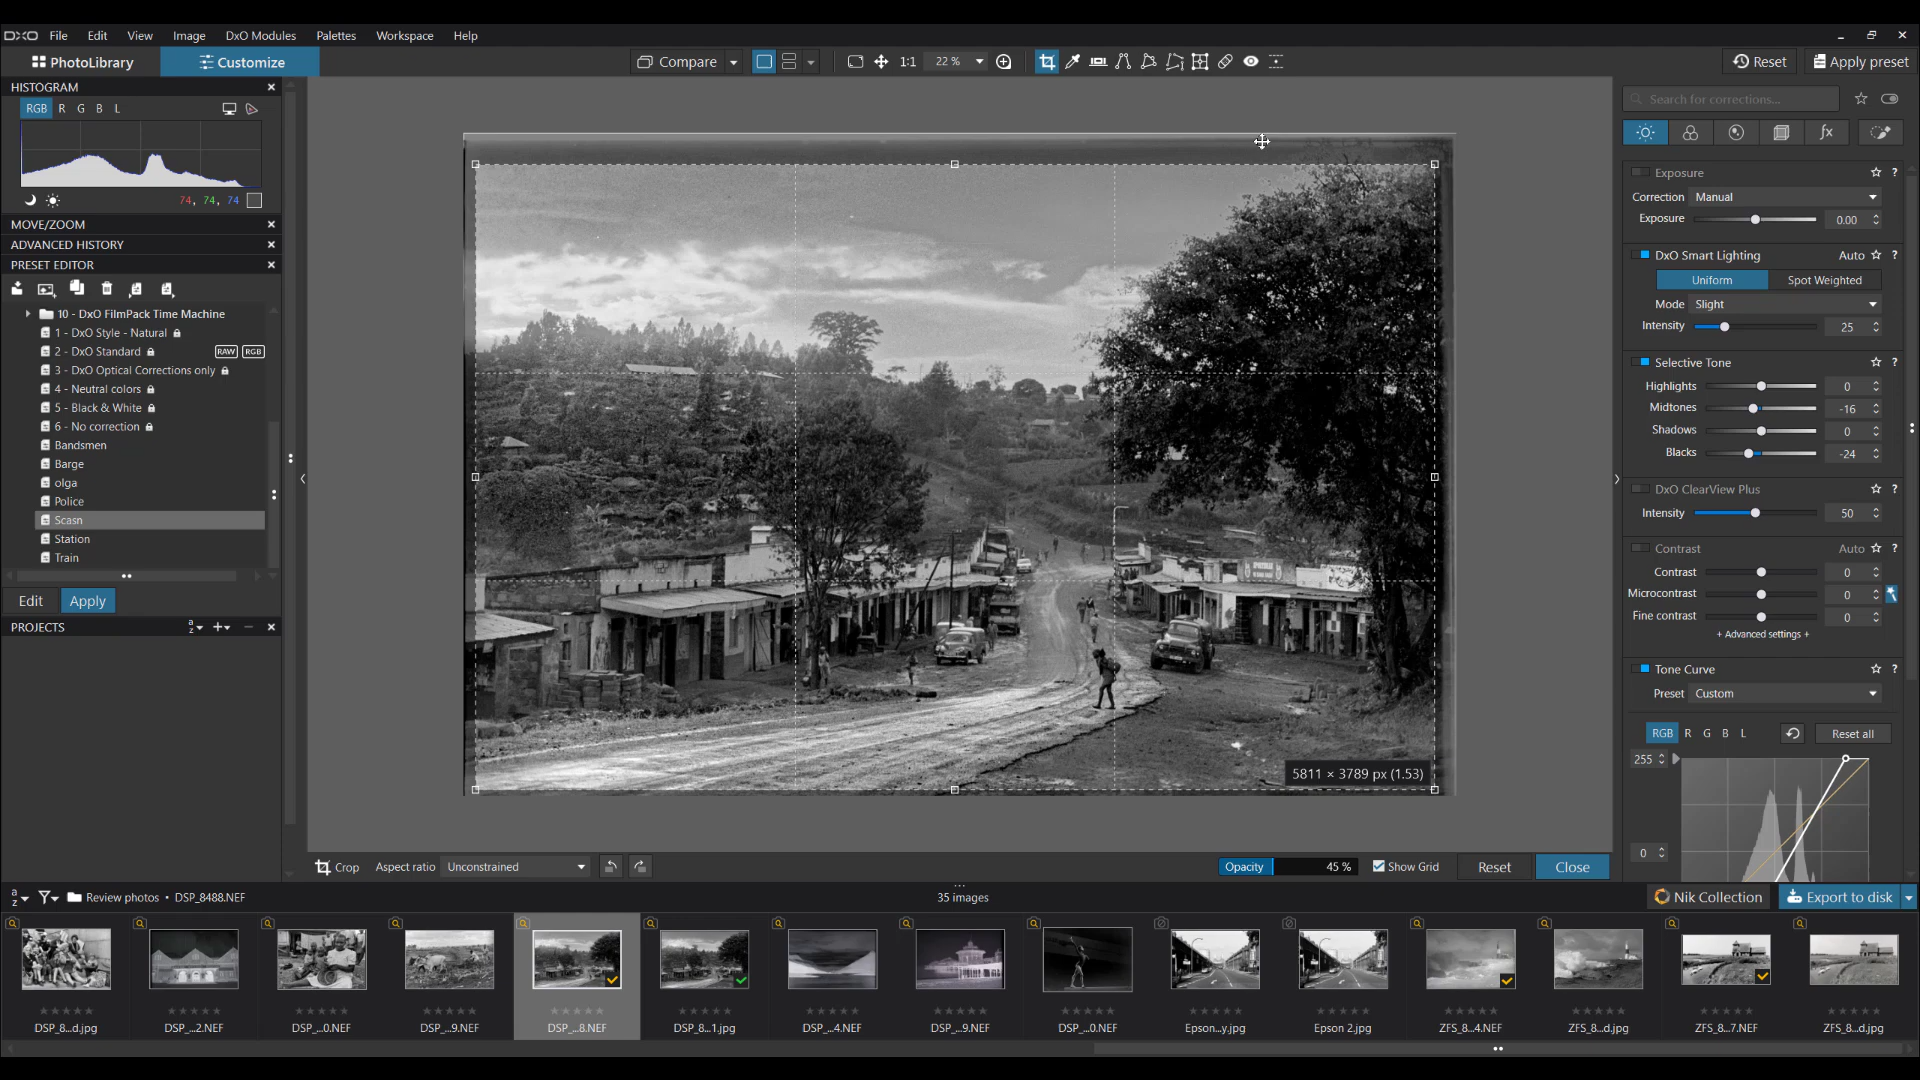 DXO File Edit View Image DxO Modules Palettes Workspace Help
PhotoLibrary Customize Compare 1:1 22 % Reset Apply preset
HISTOGRAM
RGB R G B L
74, 74, 74
MOVE/ZOOM
ADVANCED HISTORY
PRESET EDITOR
10 - DxO FilmPack Time Machine
1 - DxO Style - Natural
2 - DxO Standard RAW RGB
3 - DxO Optical Corrections only
4 - Neutral colors
5 - Black & White
6 - No correction
Bandsmen
Barge
olga
Police
Scasn
Station
Train
Edit Apply
PROJECTS
5811 × 3789 px (1.53)
Search for corrections...
Exposure
Correction Manual
Exposure 0.00
DxO Smart Lighting Auto
Uniform Spot Weighted
Mode Slight
Intensity 25
Selective Tone
Highlights 0
Midtones -16
Shadows 0
Blacks -24
DxO ClearView Plus
Intensity 50
Contrast Auto
Contrast 0
Microcontrast 0
Fine contrast 0
+ Advanced settings +
Tone Curve
Preset Custom
RGB R G B L Reset all
255
0
Crop Aspect ratio Unconstrained Opacity 45 % Show Grid Reset Close
Review photos • DSP_8488.NEF 35 images Nik Collection Export to disk
DSP_8...d.jpg DSP_...2.NEF DSP_...0.NEF DSP_...9.NEF DSP_...8.NEF DSP_8...1.jpg DSP_...4.NEF DSP_...9.NEF DSP_...0.NEF Epson...y.jpg Epson 2.jpg ZFS_8...4.NEF ZFS_8...d.jpg ZFS_8...7.NEF ZFS_8...d.jpg